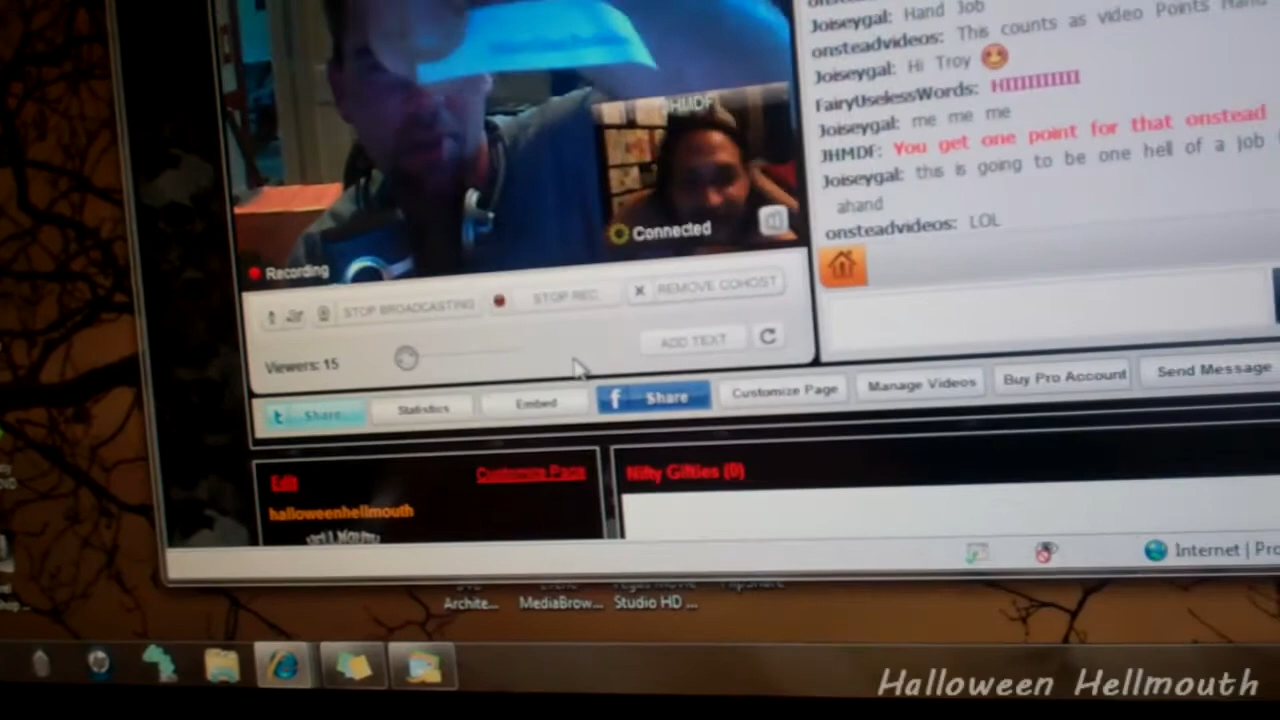 Joiseygal: Hand Job
onsteadvideos: This counts as video Points
Joiseygal: Hi Troy
FairyUselessWords: HIIIIIIIIII
Joiseygal: me me me
JHMDF: You get one point for that onstead
Joiseygal: this is going to be one hell of a job
ahand
onsteadvideos: LOL
JHMDF
Connected
Recording
STOP BROADCASTING
STOP REC
REMOVE COHOST
Viewers: 15
ADD TEXT
t Share
Statistics
Embed
f Share
Customize Page
Manage Videos
Buy Pro Account
Send Message
Edit
Customize Page
Nifty Gifties (0)
halloweenhellmouth
Internet | Pro
Archite...
MediaBrow...
Studio HD ...
Halloween Hellmouth